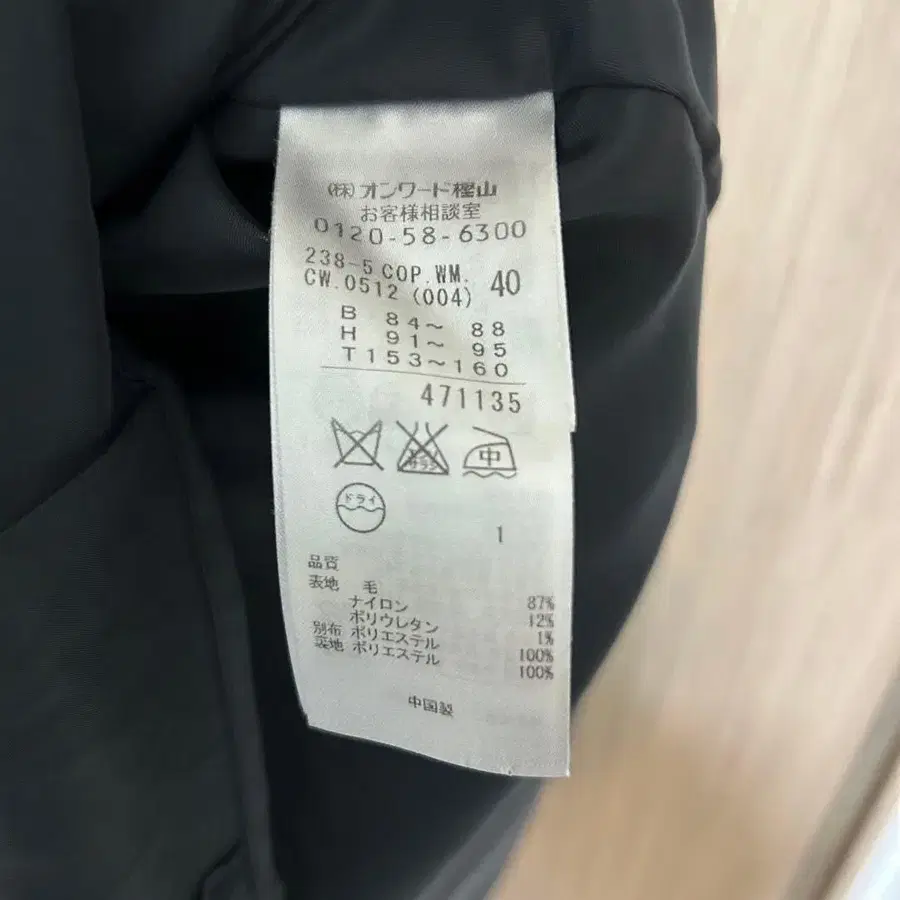 (株)オンワード樫山
お客様相談室
0120-58-6300
238-5 COP.WM.
CW.0512 (004) 40
B 84～ 88
H 91～ 95
T 153～160
471135
中
ドライ
1
品質
表地 毛 87%
ナイロン 12%
ポリウレタン 1%
別布 ポリエステル 100%
裏地 ポリエステル 100%
中国製